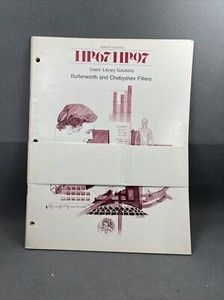 HP67 HP97
Users' Library Solutions
Butterworth and Chebyshev Filters